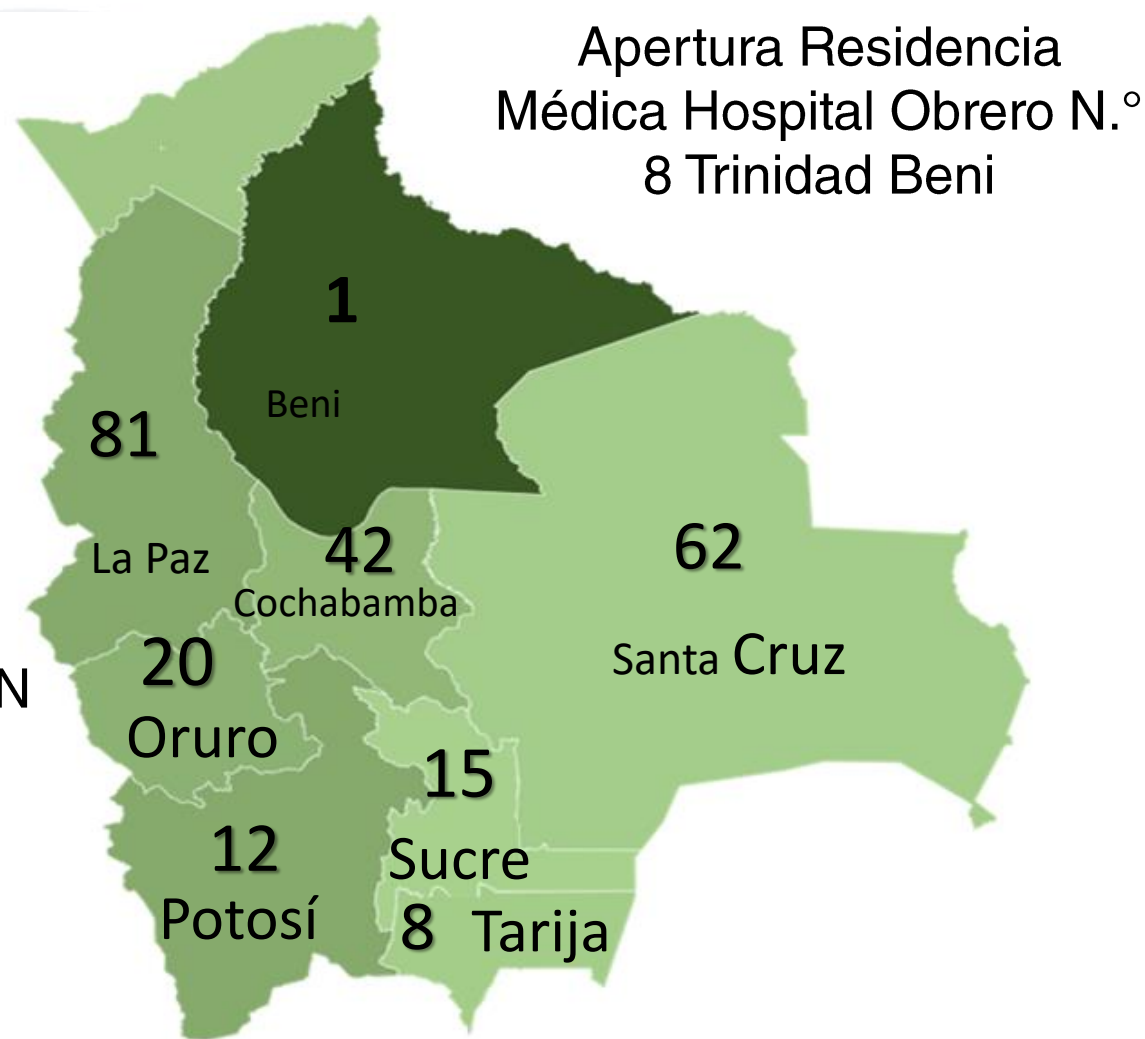 Apertura Residencia
Médica Hospital Obrero N.°
8 Trinidad Beni
1
Beni
81
La Paz
42
Cochabamba
62
Santa Cruz
20
Oruro
N
15
Sucre
12
Potosí
8 Tarija